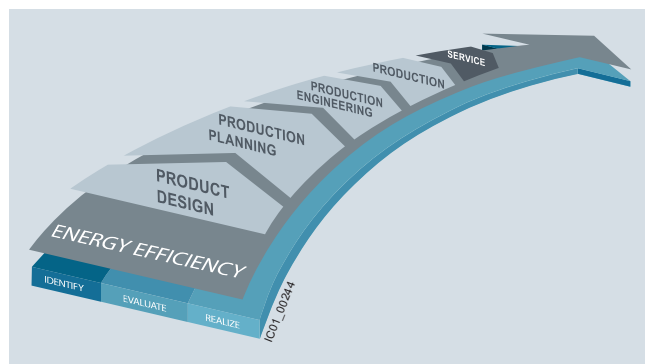 SERVICE
PRODUCTION
PRODUCTION
ENGINEERING
PRODUCTION
PLANNING
PRODUCT
DESIGN
ENERGY EFFICIENCY
IDENTIFY
EVALUATE
REALIZE
IC01_00244